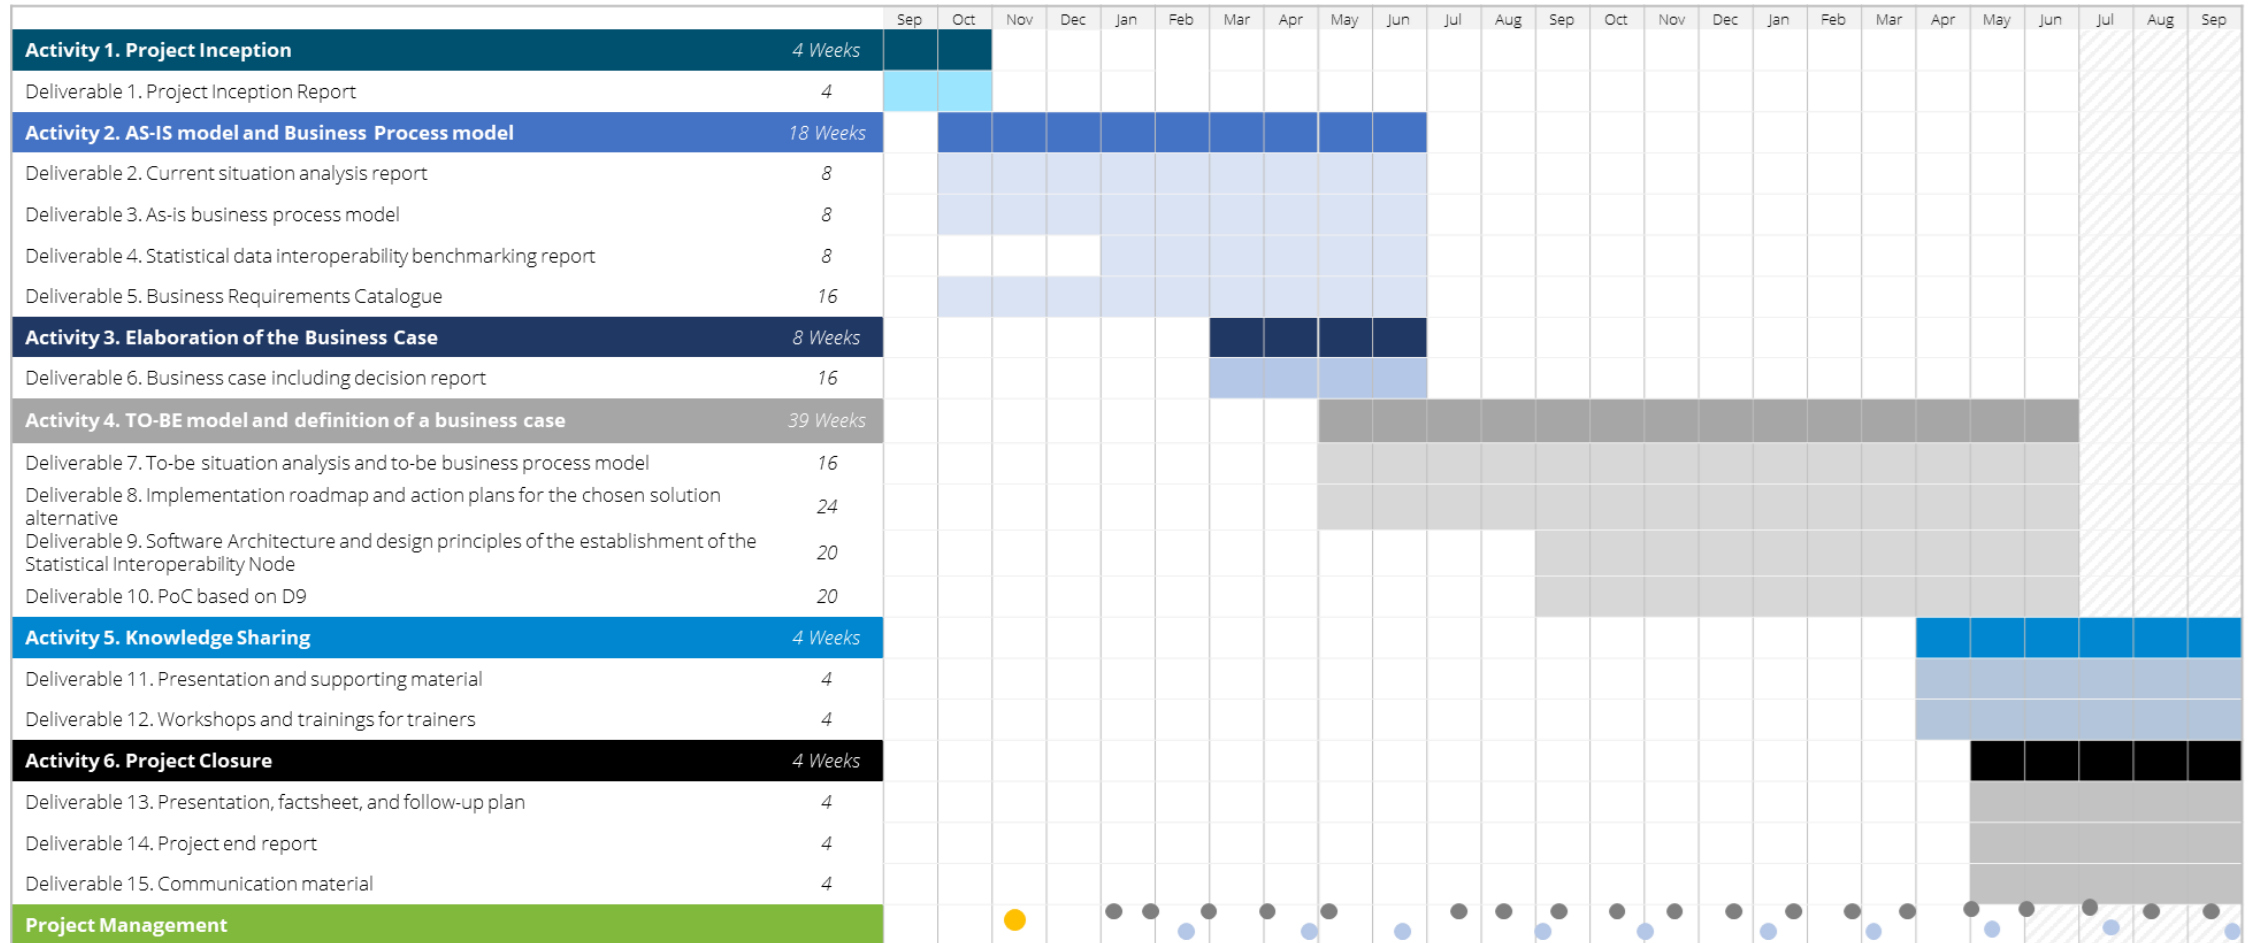 Sep Oct Nov Dec Jan Feb Mar Apr May Jun Jul Aug Sep Oct Nov Dec Jan Feb Mar Apr May Jun Jul Aug Sep
Activity 1. Project Inception 4 Weeks
Deliverable 1. Project Inception Report 4
Activity 2. AS-IS model and Business Process model 18 Weeks
Deliverable 2. Current situation analysis report 8
Deliverable 3. As-is business process model 8
Deliverable 4. Statistical data interoperability benchmarking report 8
Deliverable 5. Business Requirements Catalogue 16
Activity 3. Elaboration of the Business Case 8 Weeks
Deliverable 6. Business case including decision report 16
Activity 4. TO-BE model and definition of a business case 39 Weeks
Deliverable 7. To-be situation analysis and to-be business process model 16
Deliverable 8. Implementation roadmap and action plans for the chosen solution
alternative 24
Deliverable 9. Software Architecture and design principles of the establishment of the
Statistical Interoperability Node 20
Deliverable 10. PoC based on D9 20
Activity 5. Knowledge Sharing 4 Weeks
Deliverable 11. Presentation and supporting material 4
Deliverable 12. Workshops and trainings for trainers 4
Activity 6. Project Closure 4 Weeks
Deliverable 13. Presentation, factsheet, and follow-up plan 4
Deliverable 14. Project end report 4
Deliverable 15. Communication material 4
Project Management